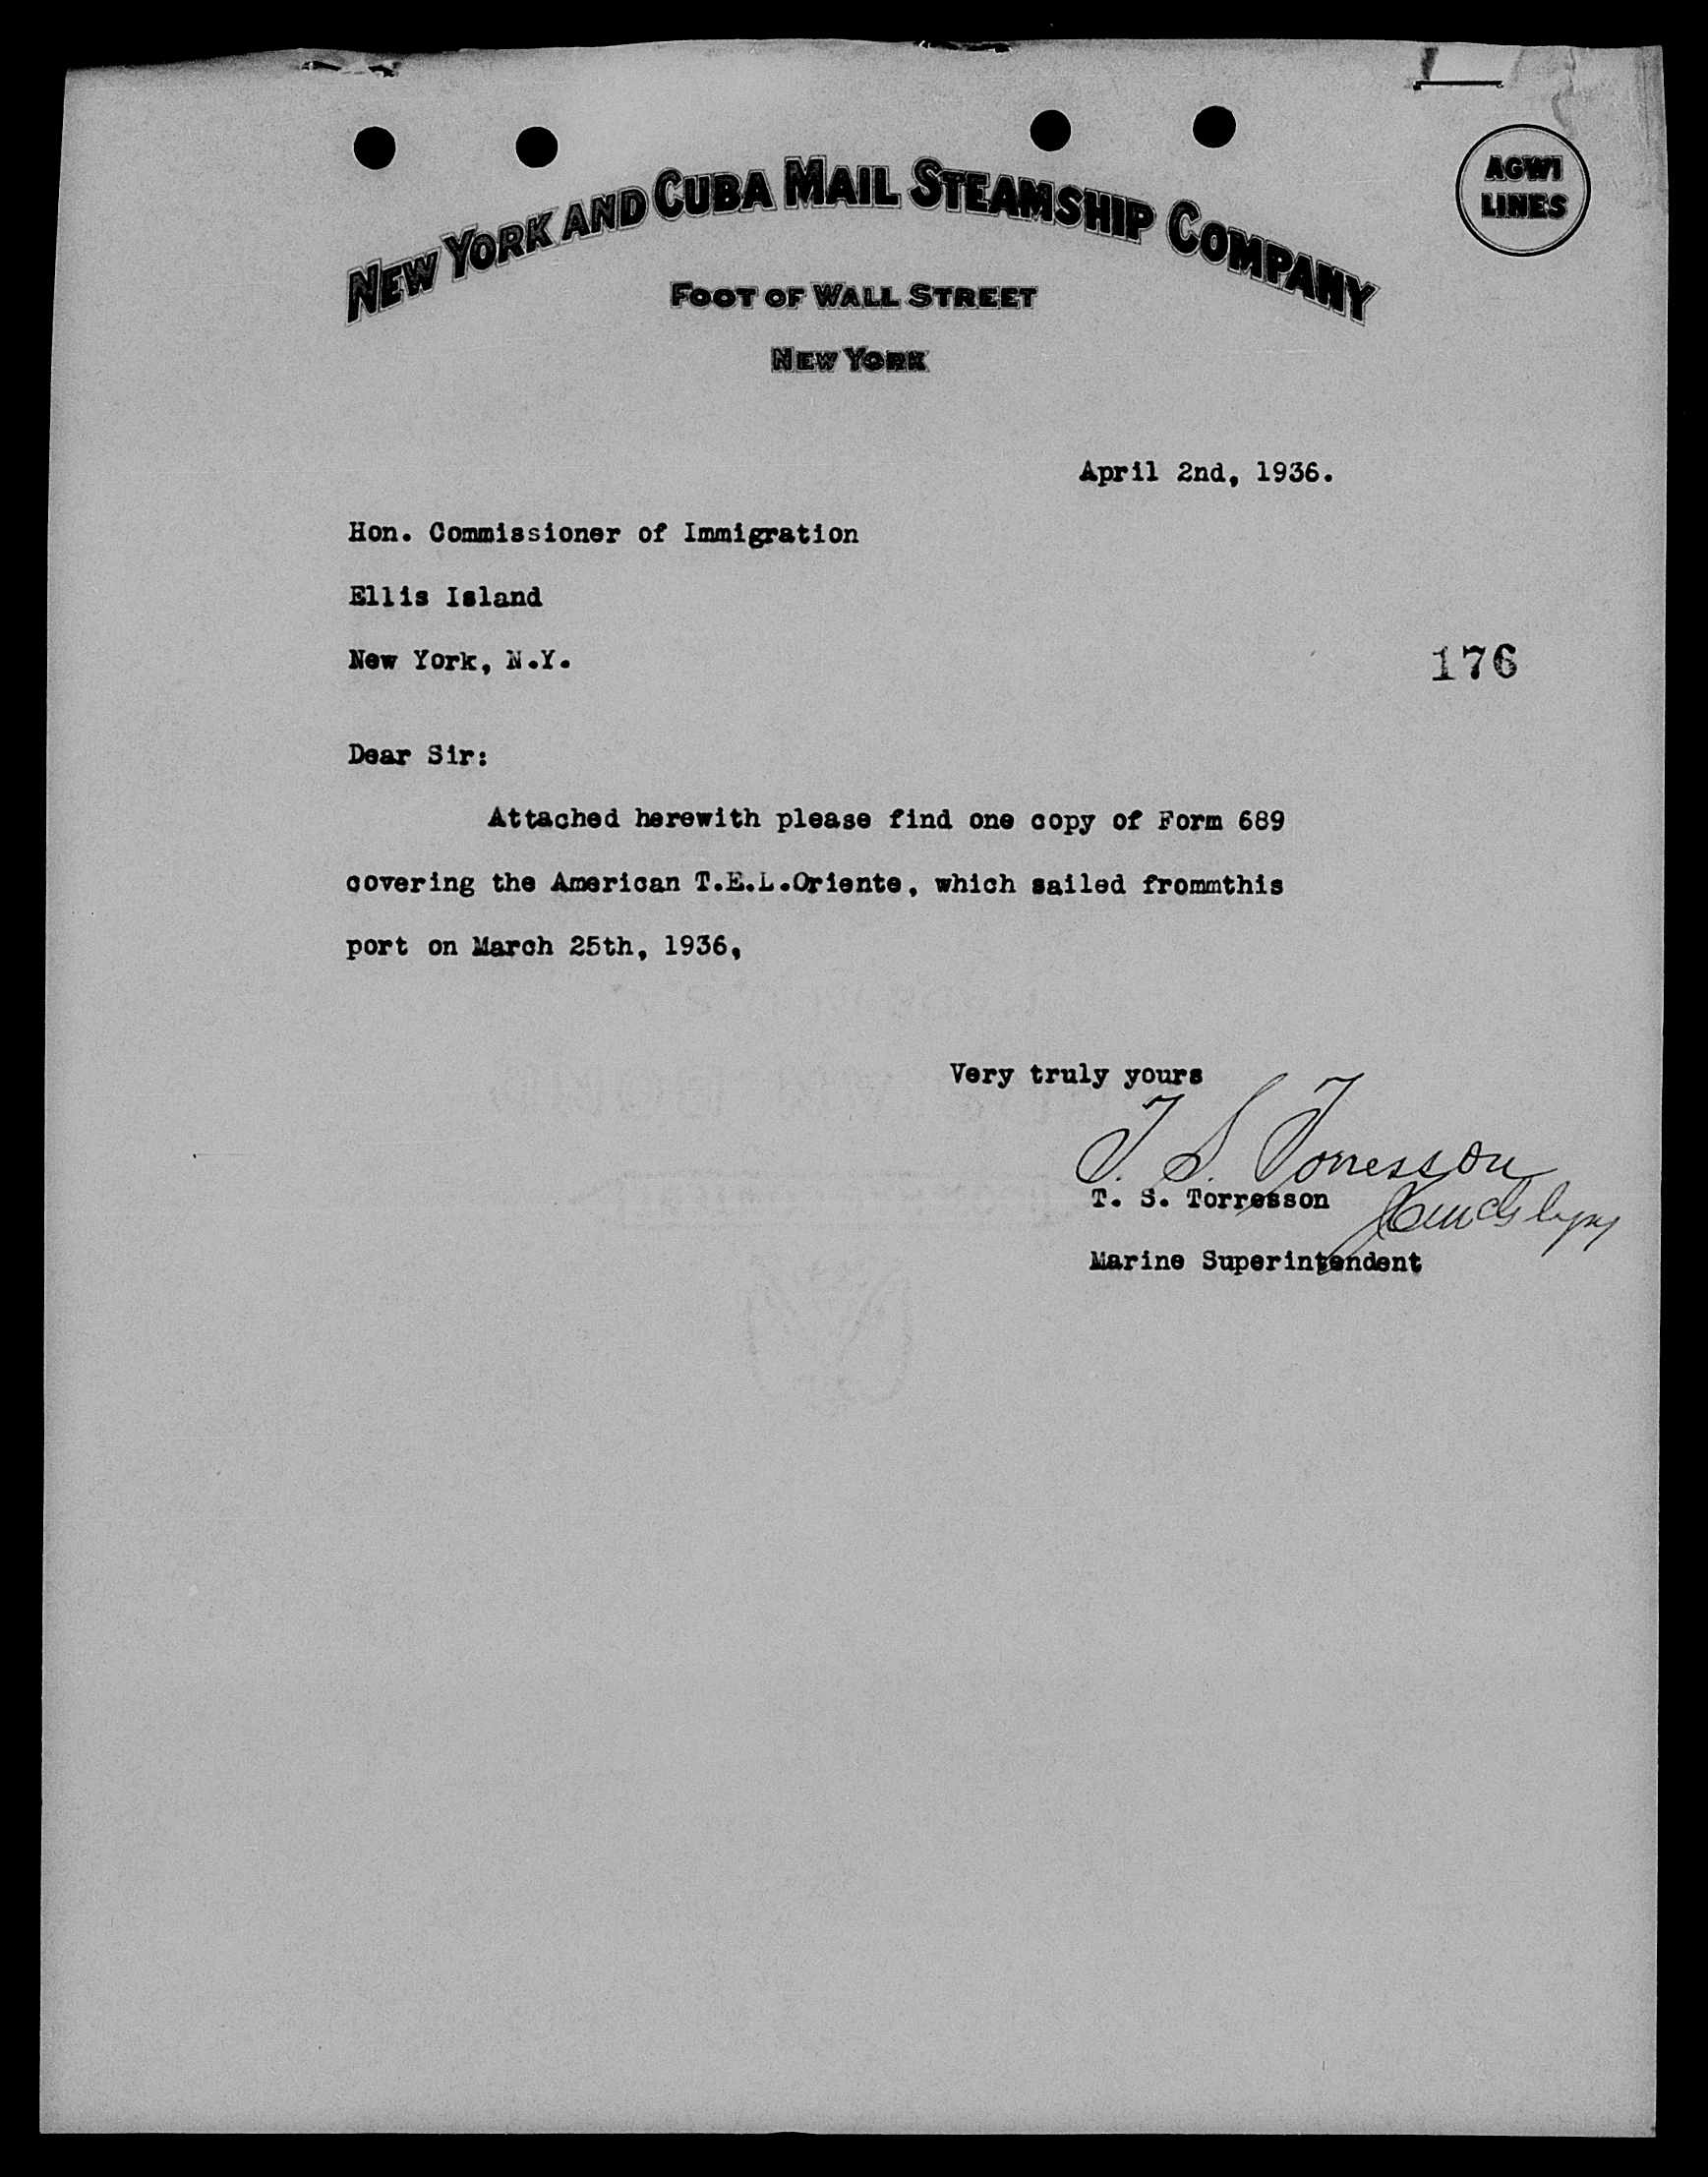 NEW YORK AND CUBA MAIL STEAMSHIP COMPANY
AGWI
LINES
FOOT OF WALL STREET
NEW YORK
April 2nd, 1936.
Hon. Commissioner of Immigration
Ellis Island
New York, N.Y.
176
Dear Sir:
Attached herewith please find one copy of Form 689
covering the American T.E.L.Oriente, which sailed frommthis
port on March 25th, 1936,
Very truly yours
T. S. Torresson
T. S. Torresson
Marine Superintendent